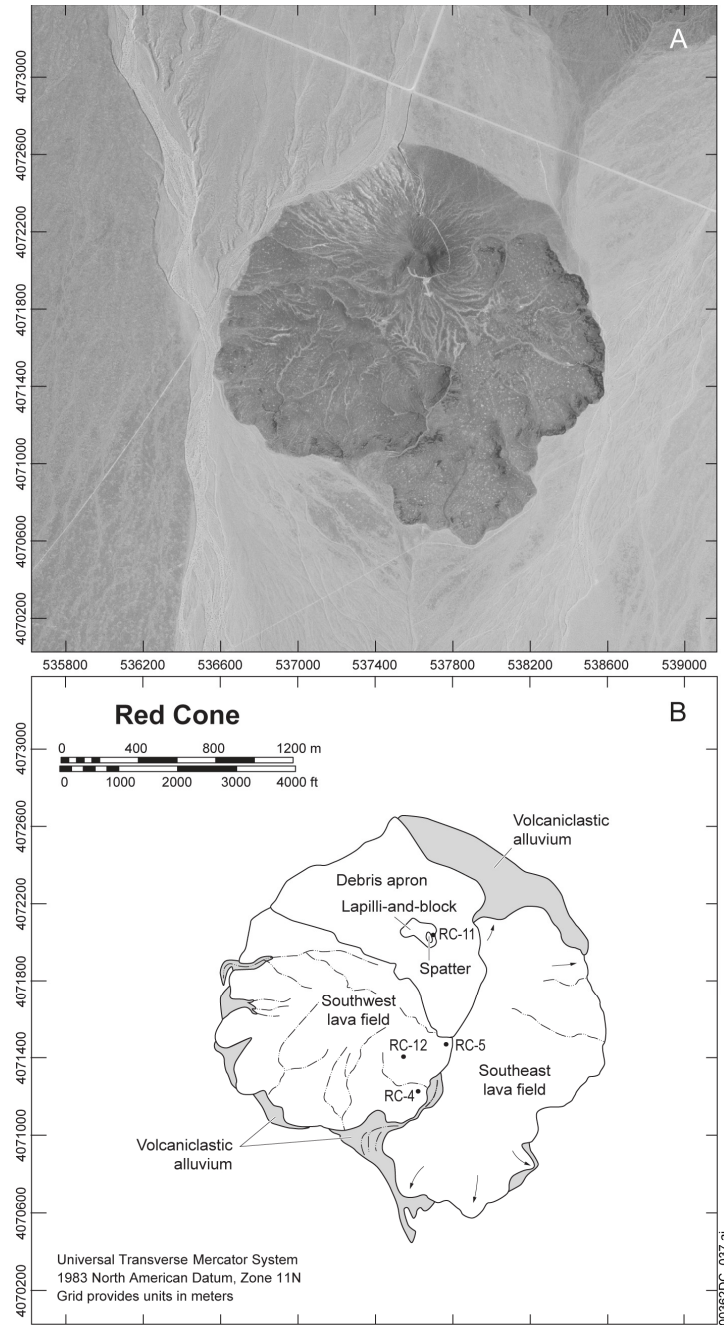 A
4073000
4072600
4072200
4071800
4071400
4071000
4070600
4070200
535800 536200 536600 537000 537400 537800 538200 538600 539000
B
Red Cone
0 400 800 1200 m
0 1000 2000 3000 4000 ft
4073000
4072600
4072200
4071800
4071400
4071000
4070600
4070200
Volcaniclastic
alluvium
Debris apron
Lapilli-and-block
RC-11
Spatter
Southwest
lava field
RC-12
RC-5
Southeast
lava field
RC-4
Volcaniclastic
alluvium
Universal Transverse Mercator System
1983 North American Datum, Zone 11N
Grid provides units in meters
00362DC_037.ai